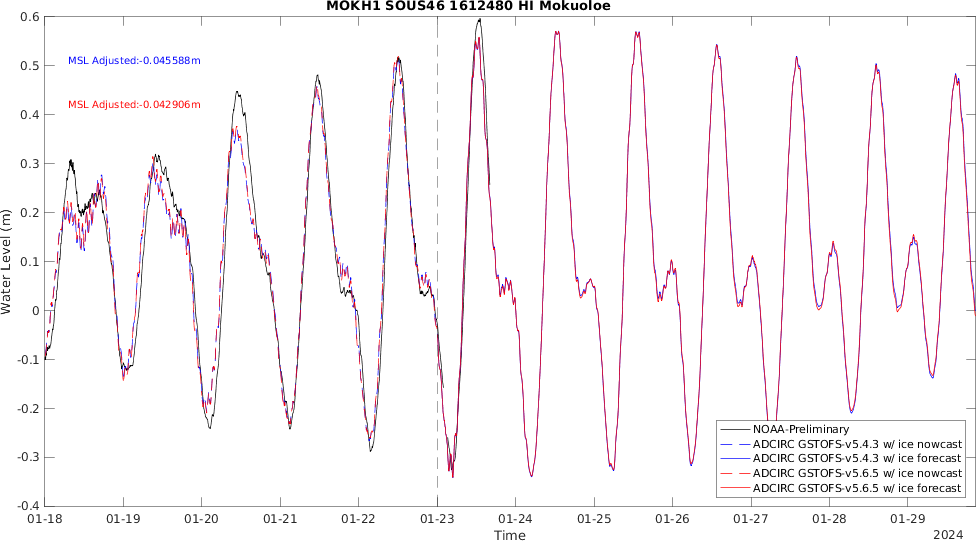 MOKH1 SOUS46 1612480 HI Mokuoloe
0.6
0.5
0.4
0.3
0.2
0.1
0
-0.1
-0.2
-0.3
-0.4
Water Level (m)
MSL Adjusted:-0.045588m
MSL Adjusted:-0.042906m
NOAA-Preliminary
ADCIRC GSTOFS-v5.4.3 w/ ice nowcast
ADCIRC GSTOFS-v5.4.3 w/ ice forecast
ADCIRC GSTOFS-v5.6.5 w/ ice nowcast
ADCIRC GSTOFS-v5.6.5 w/ ice forecast
01-18 01-19 01-20 01-21 01-22 01-23 01-24 01-25 01-26 01-27 01-28 01-29
Time
2024